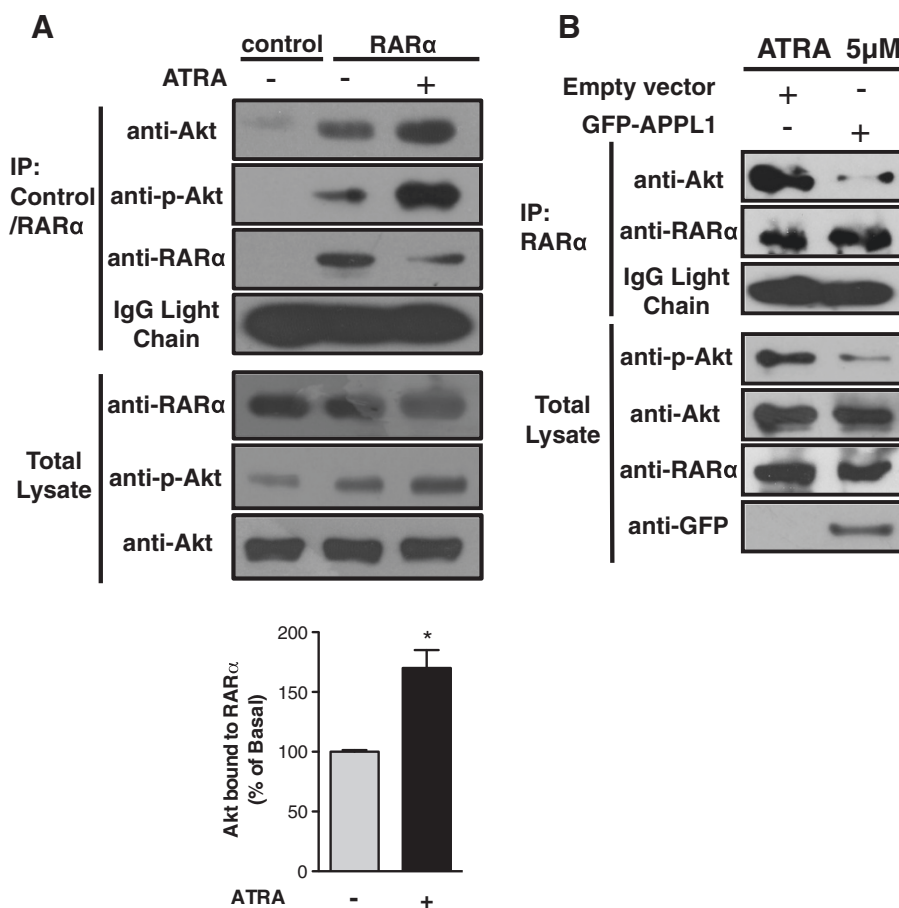 A
control RARα
ATRA - - +
IP:
Control
/RARα
anti-Akt
anti-p-Akt
anti-RARα
IgG Light
Chain
Total
Lysate
anti-RARα
anti-p-Akt
anti-Akt
Akt bound to RARα
(% of Basal)
200
150
100
50
0
*
ATRA - +
B
ATRA 5µM
Empty vector + -
GFP-APPL1 - +
IP:
RARα
anti-Akt
anti-RARα
IgG Light
Chain
Total
Lysate
anti-p-Akt
anti-Akt
anti-RARα
anti-GFP